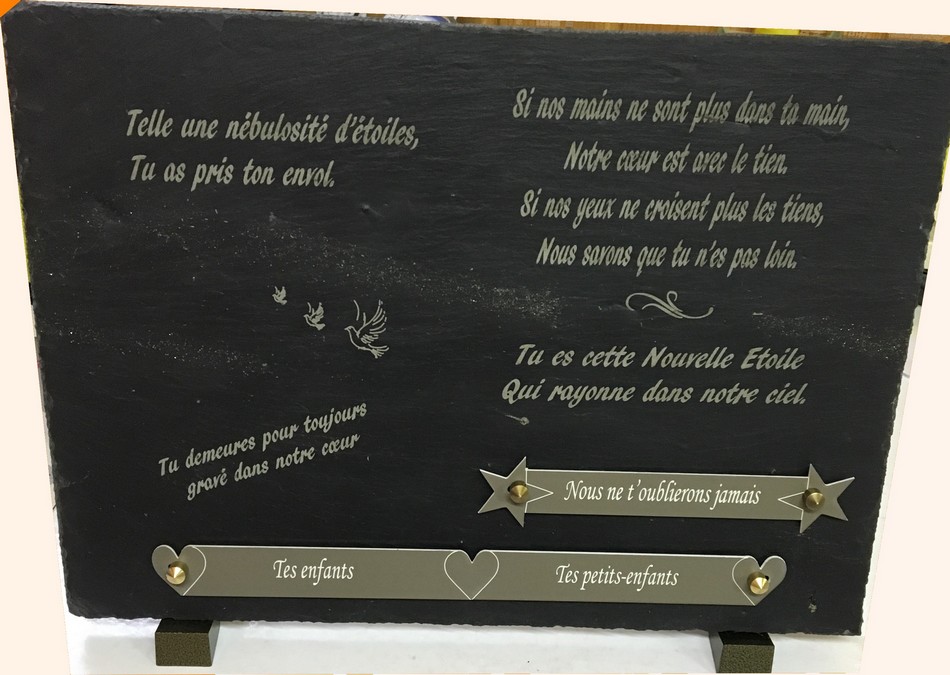 Telle une nébulosité d'étoiles,
Tu as pris ton envol.
Si nos mains ne sont plus dans ta main,
Notre cœur est avec le tien.
Si nos yeux ne croisent plus les tiens,
Nous savons que tu n'es pas loin.
Tu es cette Nouvelle Etoile
Qui rayonne dans notre ciel.
Tu demeures pour toujours
gravé dans notre cœur
Nous ne t'oublierons jamais
Tes enfants
Tes petits-enfants